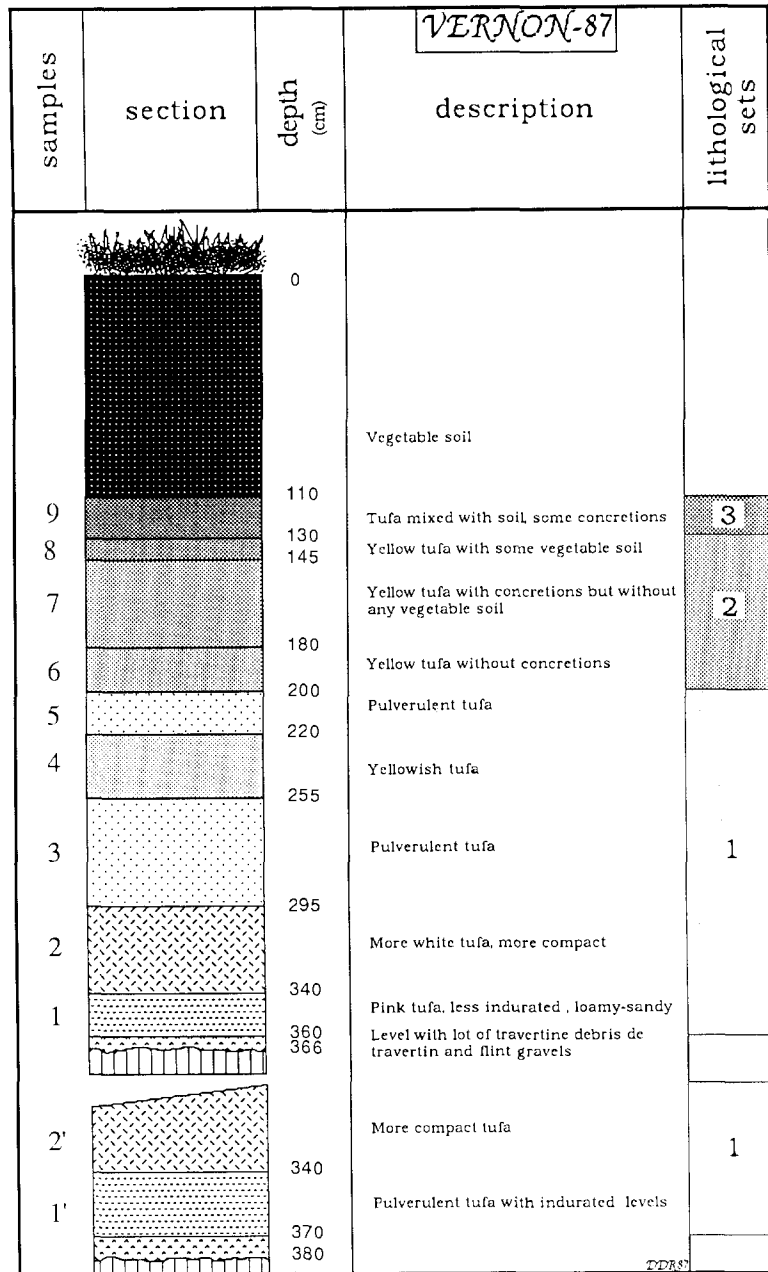 VERNON-87
samples
section
depth
(cm)
description
lithological
sets
0
Vegetable soil
110
9
Tufa mixed with soil, some concretions
3
130
8
Yellow tufa with some vegetable soil
145
7
Yellow tufa with concretions but without
any vegetable soil
2
180
6
Yellow tufa without concretions
200
5
Pulverulent tufa
220
4
Yellowish tufa
255
3
Pulverulent tufa
1
295
2
More white tufa, more compact
340
1
Pink tufa, less indurated , loamy-sandy
360
Level with lot of travertine debris de
366
travertin and flint gravels
2'
More compact tufa
1
340
1'
Pulverulent tufa with indurated levels
370
380
DDR87